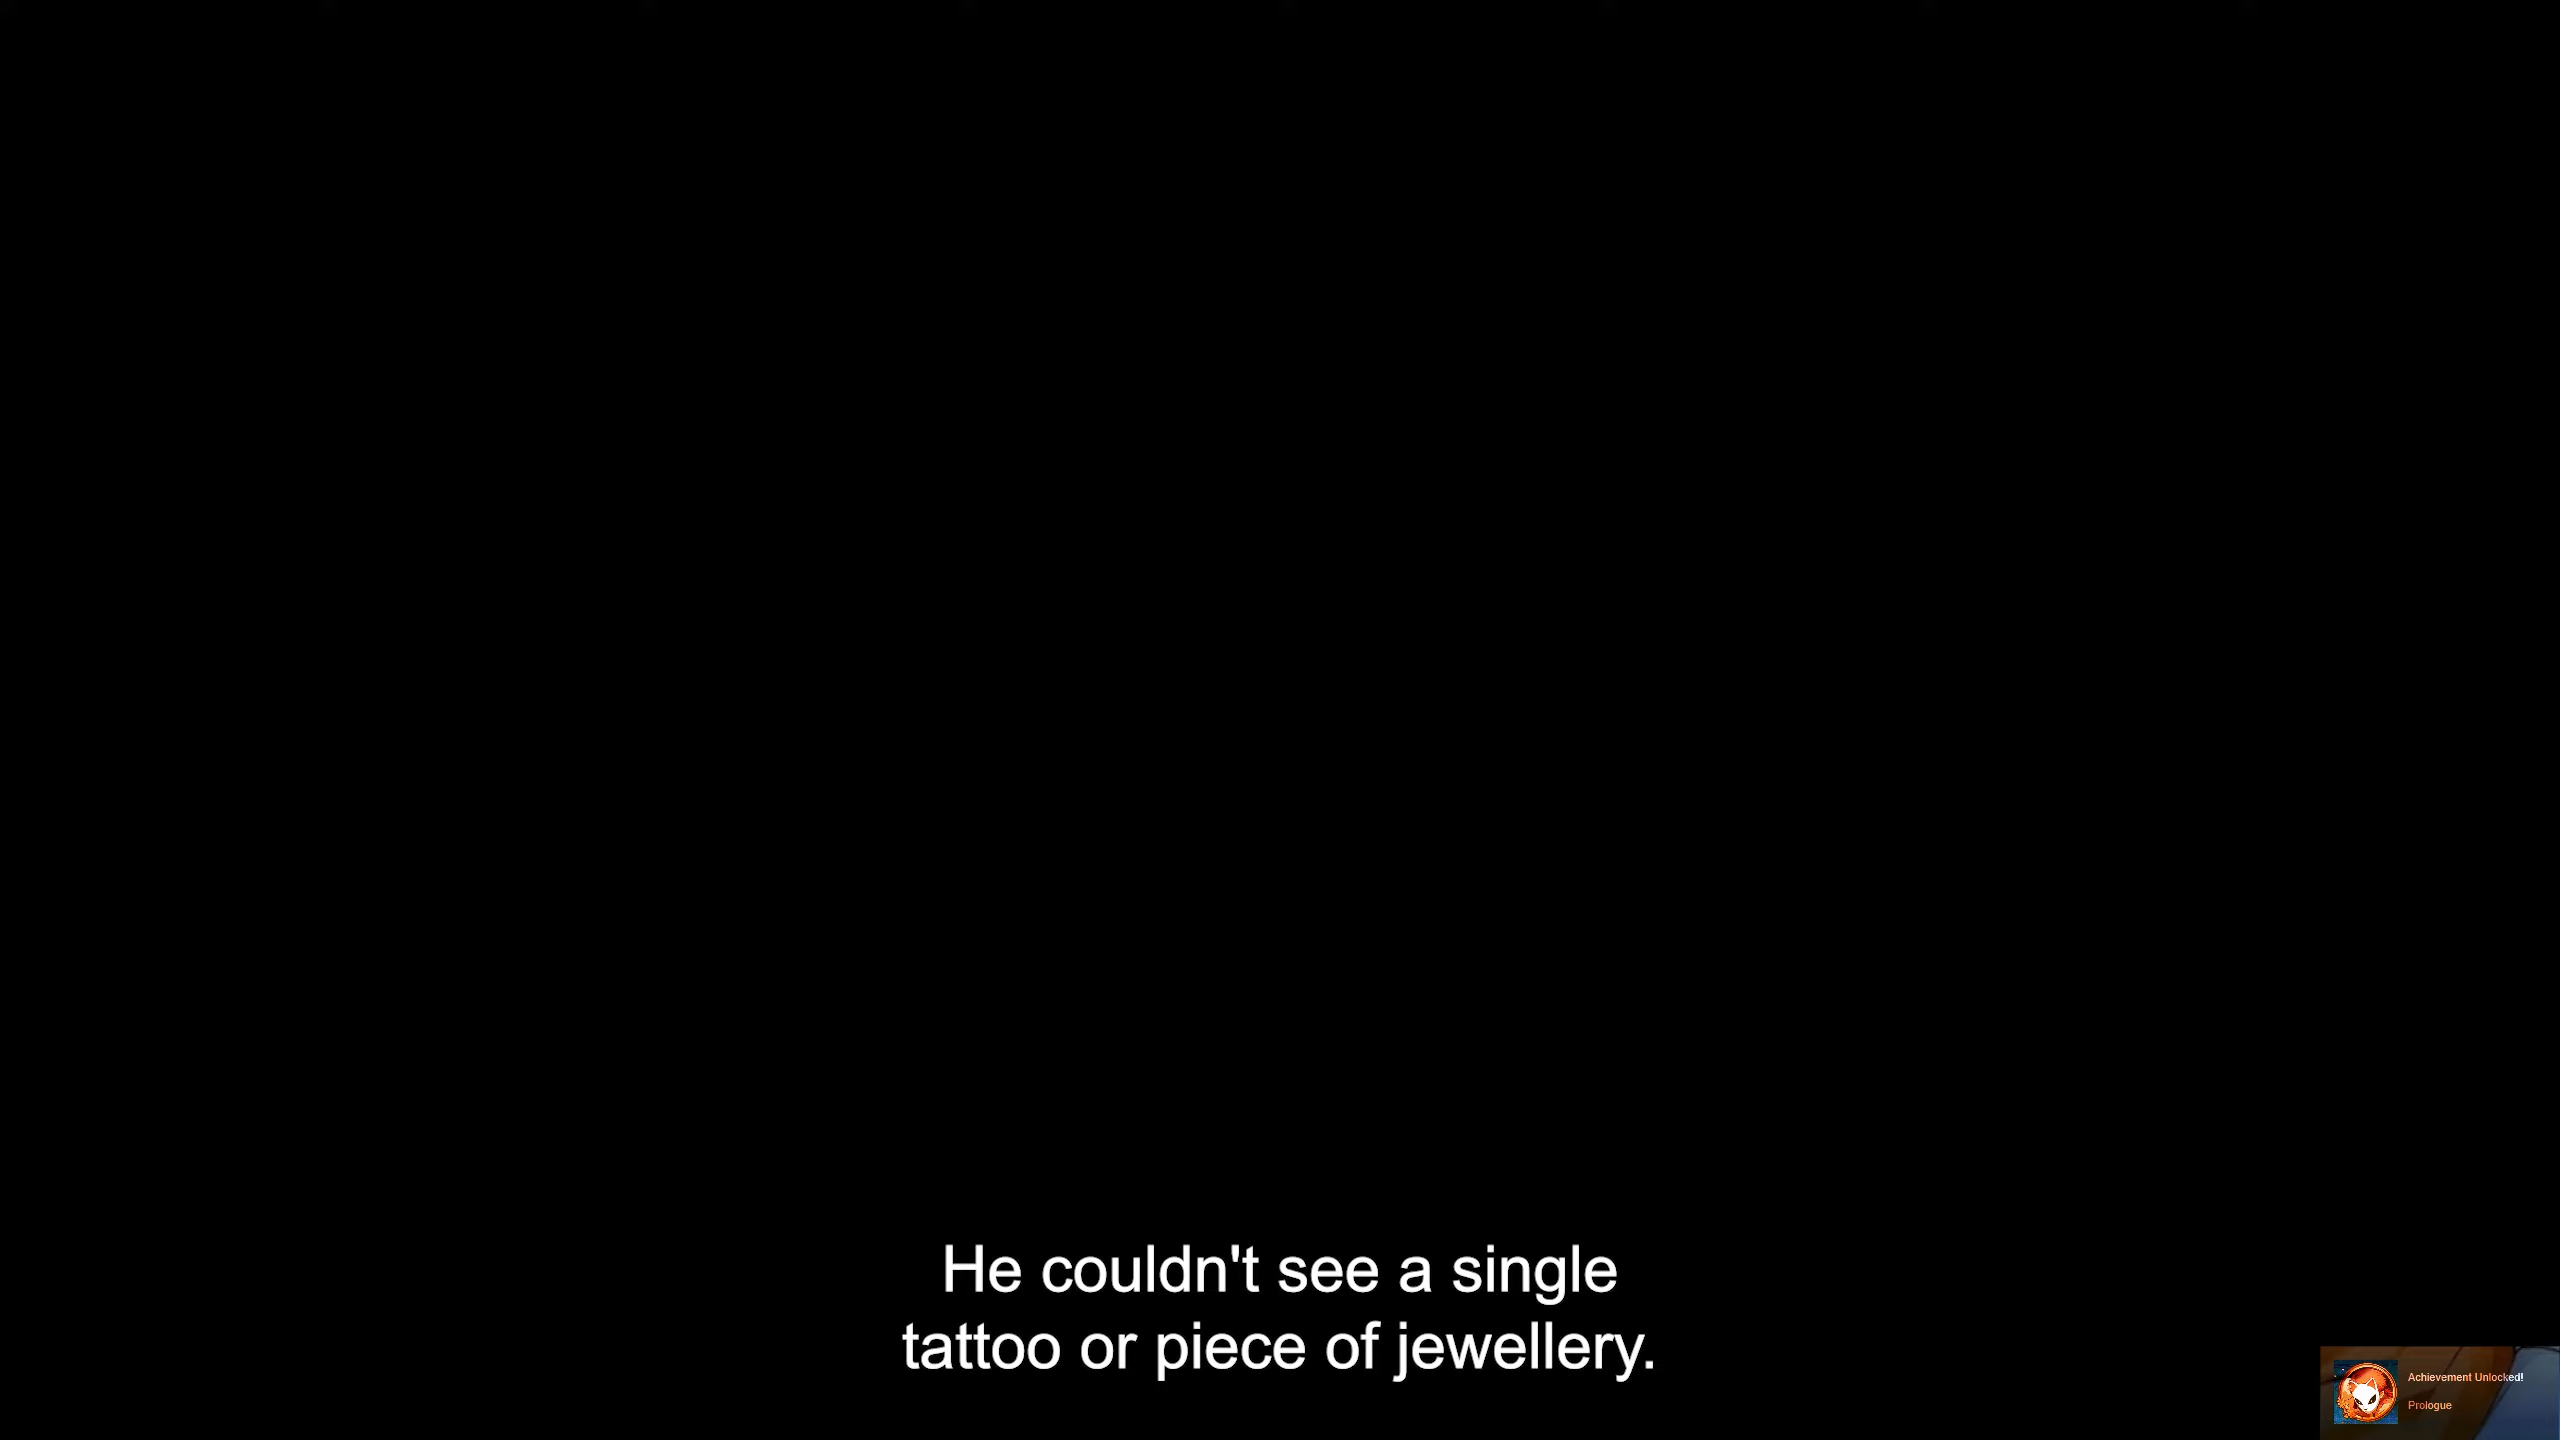 He couldn't see a single
tattoo or piece of jewellery.
Achievement Unlocked!
Prologue